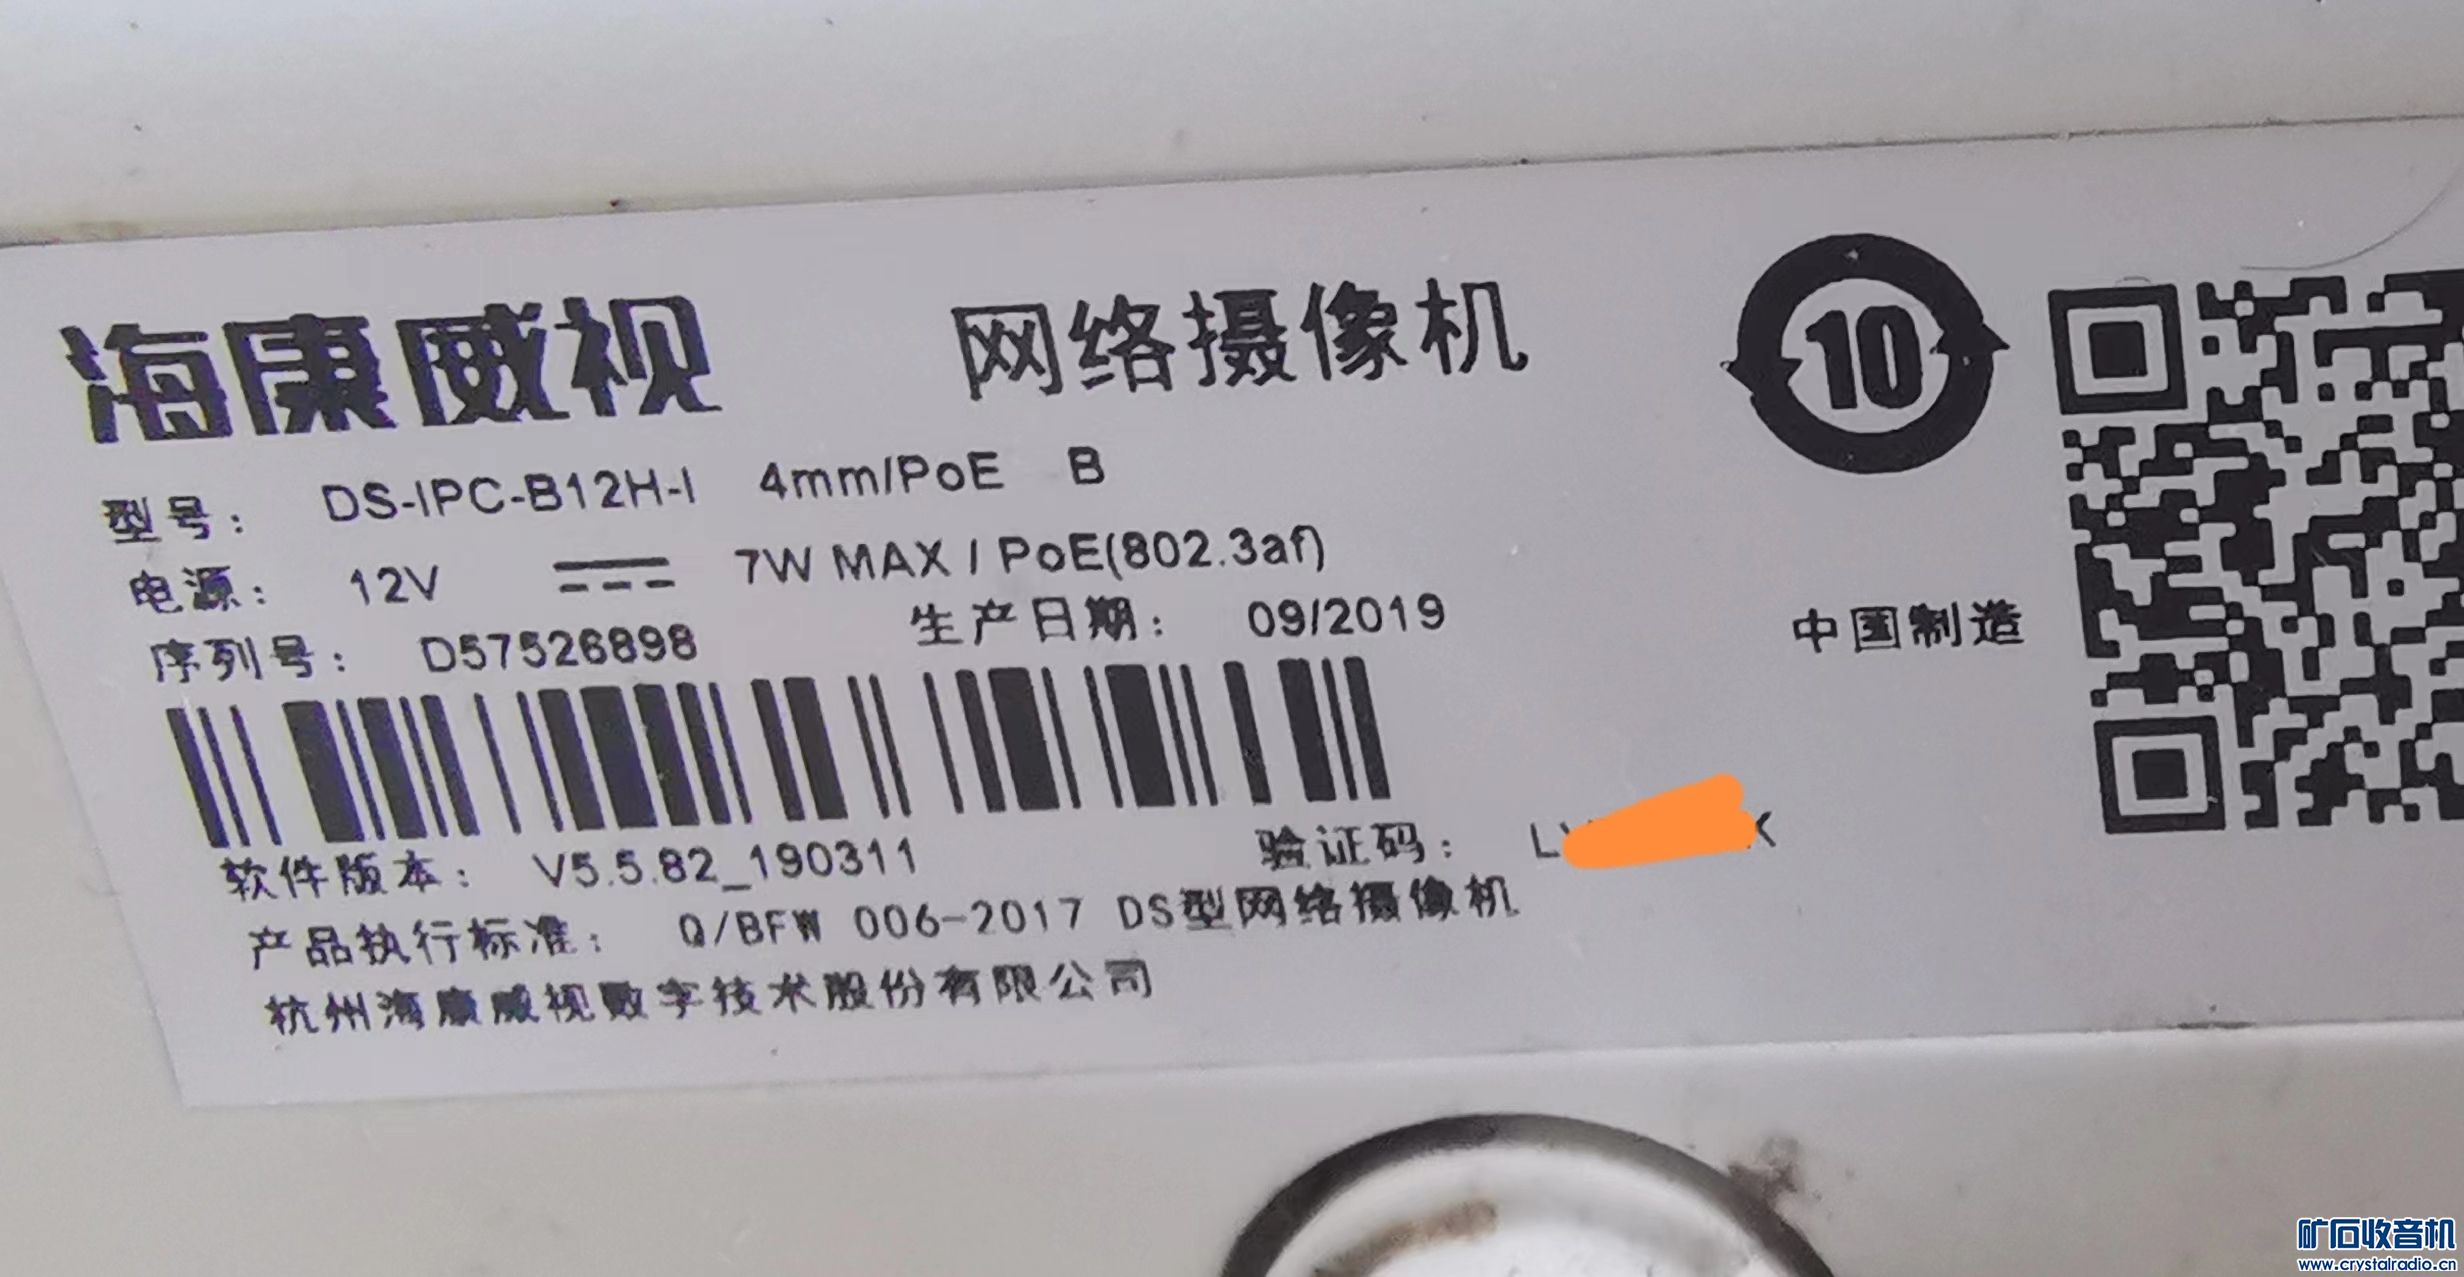 海康威视 网络摄像机
10
型号： DS-IPC-B12H-I 4mm/PoE B
电源： 12V 7W MAX / PoE(802.3af)
序列号： D57526898 生产日期： 09/2019
中国制造
软件版本： V5.5.82_190311 验证码：
产品执行标准： Q/BFW 006-2017 DS型网络摄像机
杭州海康威视数字技术股份有限公司
矿石收音机
www.crystalradio.cn